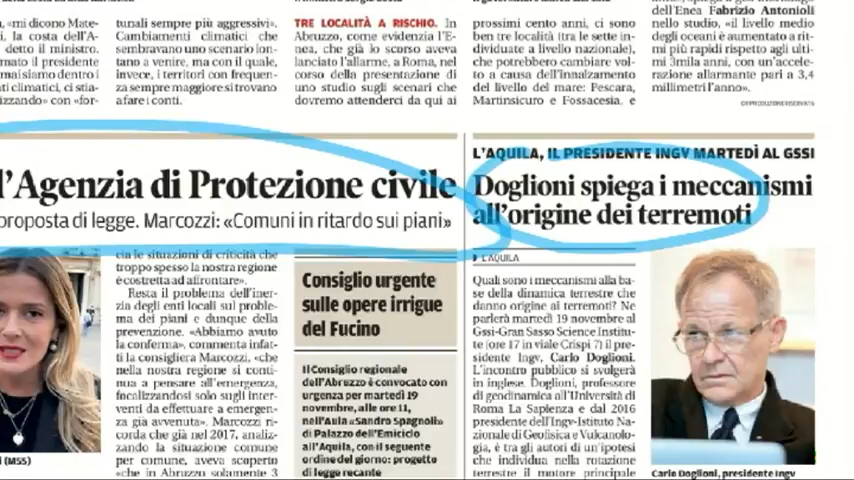 «mi dicono Mate-
la costa dell'A-
detto il ministro.
mato il presidente
mai siamo dentro i
ti climatici, ci stia-
izzando» con «for-
tunali sempre più aggressivi».
Cambiamenti climatici che
sembravano uno scenario lon-
tano a venire, ma con il quale,
invece, i territori con frequen-
za sempre maggiore si trovano
a fare i conti.
TRE LOCALITÀ A RISCHIO. In
Abruzzo, come evidenzia l'E-
nea, che già lo scorso aveva
lanciato l'allarme, a Roma, nel
corso della presentazione di
uno studio sugli scenari che
dovremo attenderci da qui ai
prossimi cento anni, ci sono
ben tre località (tra le sette in-
dividuate a livello nazionale),
che potrebbero cambiare vol-
to a causa dell'innalzamento
del livello del mare: Pescara,
Martinsicuro e Fossacesia. e
dell'Enea Fabrizio Antonioli
nello studio, «il livello medio
degli oceani è aumentato a rit-
mi più rapidi rispetto agli ulti-
mi 3mila anni, con un'accele-
razione allarmante pari a 3,4
millimetri l'anno».
©RIPRODUZIONE RISERVATA
l'Agenzia di Protezione civile
proposta di legge. Marcozzi: «Comuni in ritardo sui piani»
cia le situazioni di criticità che
troppo spesso la nostra regione
è costretta ad affrontare».
Resta il problema dell'iner-
zia degli enti locali sul proble-
ma dei piani e dunque della
prevenzione. «Abbiamo avuto
la conferma», commenta infat-
ti la consigliera Marcozzi, «che
nella nostra regione si conti-
nua a pensare all'emergenza,
focalizzandosi solo sugli inter-
venti da effettuare a emergen-
za già avvenuta». Marcozzi ri-
corda che già nel 2017, analiz-
zando la situazione comune
per comune, aveva scoperto
«che in Abruzzo solamente 3
(M5S)
Consiglio urgente
sulle opere irrigue
del Fucino
Il Consiglio regionale
dell'Abruzzo è convocato con
urgenza per martedì 19
novembre, alle ore 11,
nell'Aula «Sandro Spagnoli»
di Palazzo dell'Emiciclo
all'Aquila, con il seguente
ordine del giorno: progetto
di legge recante
L'AQUILA, IL PRESIDENTE INGV MARTEDÌ AL GSSI
Doglioni spiega i meccanismi
all'origine dei terremoti
L'AQUILA
Quali sono i meccanismi alla ba-
se della dinamica terrestre che
danno origine ai terremoti? Ne
parlerà martedì 19 novembre al
Gssi-Gran Sasso Science Institu-
te (ore 17 in viale Crispi 7) il pre-
sidente Ingv, Carlo Doglioni.
L'incontro pubblico si svolgerà
in inglese. Doglioni, professore
di geodinamica all'Università di
Roma La Sapienza e dal 2016
presidente dell'Ingv-Istituto Na-
zionale di Geofisica e Vulcanolo-
gia, è tra gli autori di un'ipotesi
che individua nella rotazione
terrestre il motore principale
Carlo Doglioni, presidente Ingv